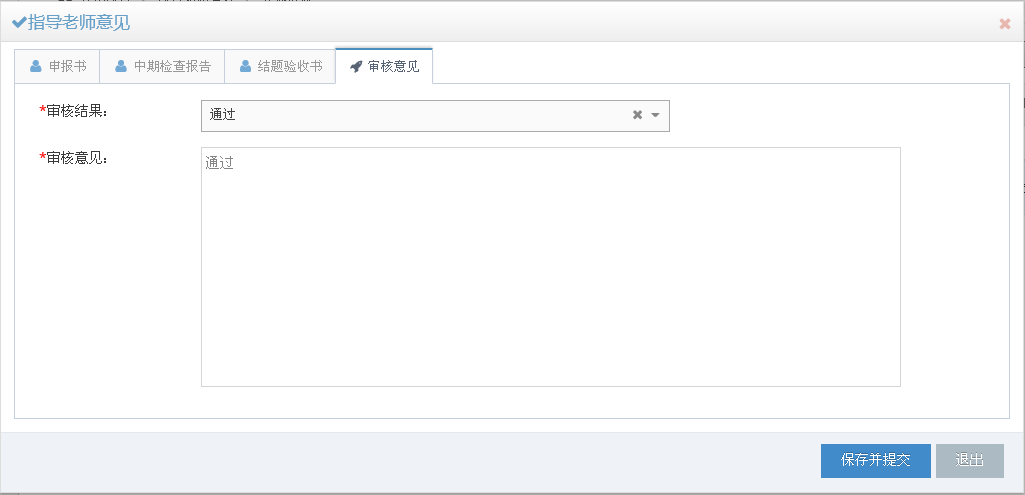 指导老师意见
申报书 中期检查报告 结题验收书 审核意见
*审核结果： 通过
*审核意见： 通过
保存并提交 退出